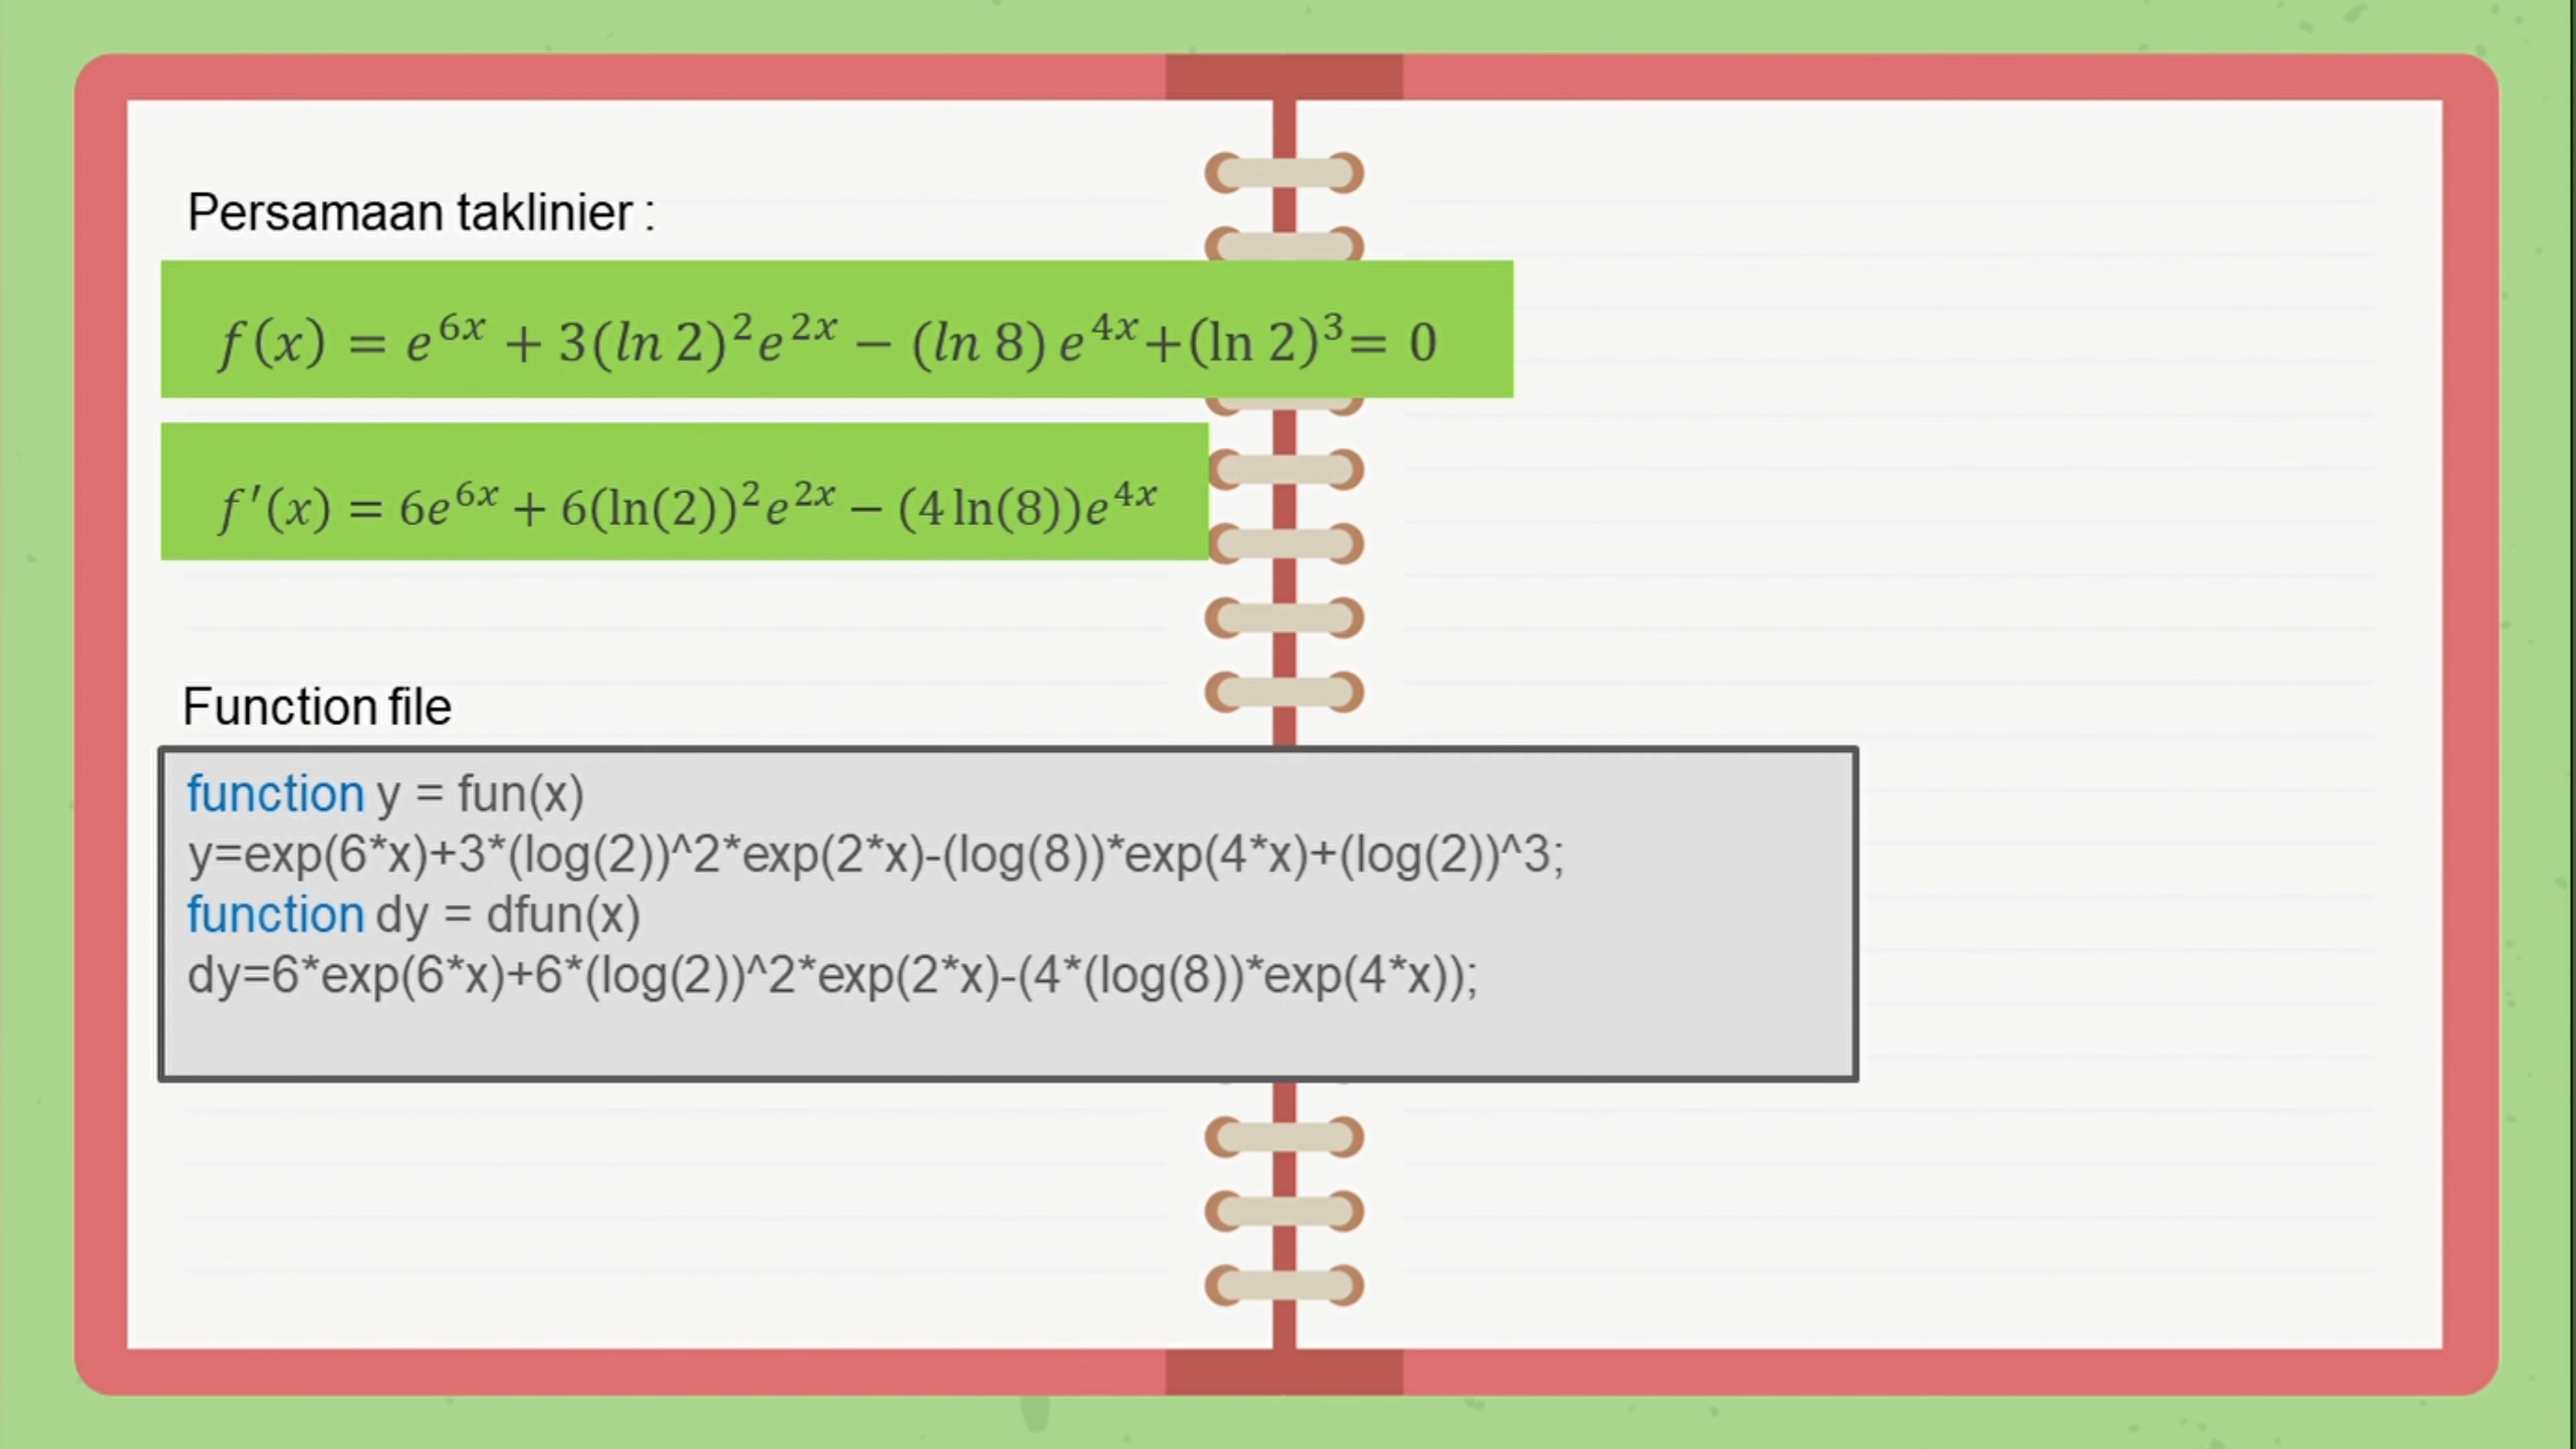 Persamaan taklinier :
f(x) = e^{6x} + 3(ln 2)^2 e^{2x} − (ln 8) e^{4x}+(ln 2)^3= 0
f′(x) = 6e^{6x} + 6(ln(2))^2 e^{2x} − (4 ln(8))e^{4x}
Function file
function y = fun(x)
y=exp(6*x)+3*(log(2))^2*exp(2*x)-(log(8))*exp(4*x)+(log(2))^3;
function dy = dfun(x)
dy=6*exp(6*x)+6*(log(2))^2*exp(2*x)-(4*(log(8))*exp(4*x));